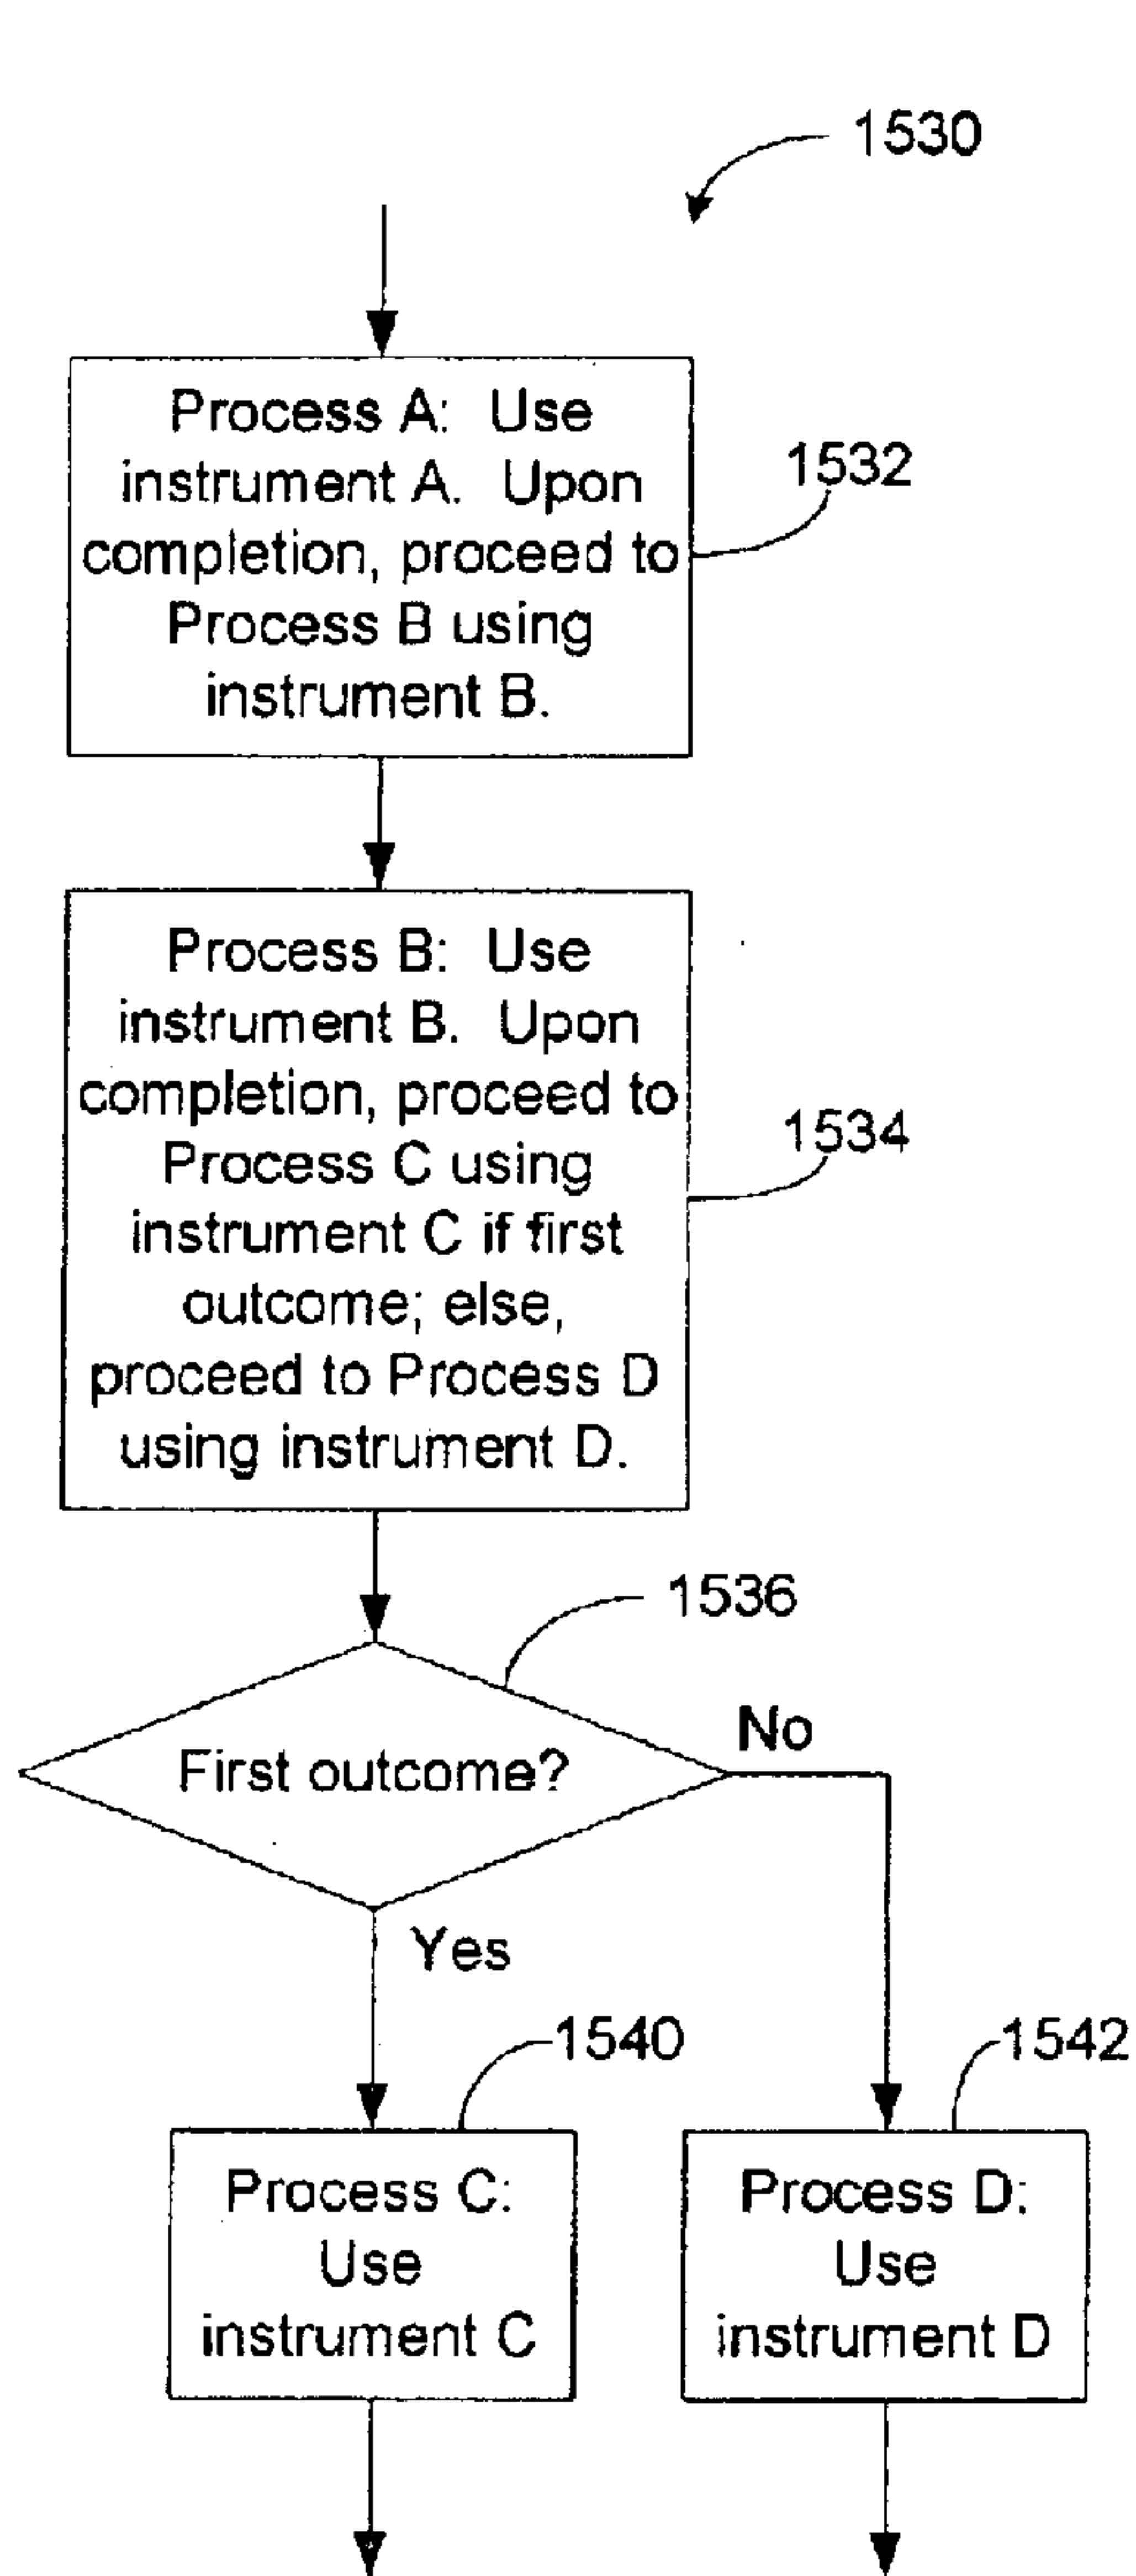 1530
Process A: Use
instrument A. Upon
completion, proceed to
Process B using
instrument B.
1532
Process B: Use
instrument B. Upon
completion, proceed to
Process C using
instrument C if first
outcome; else,
proceed to Process D
using instrument D.
1534
1536
First outcome?
No
Yes
1540
1542
Process C:
Use
instrument C
Process D:
Use
instrument D